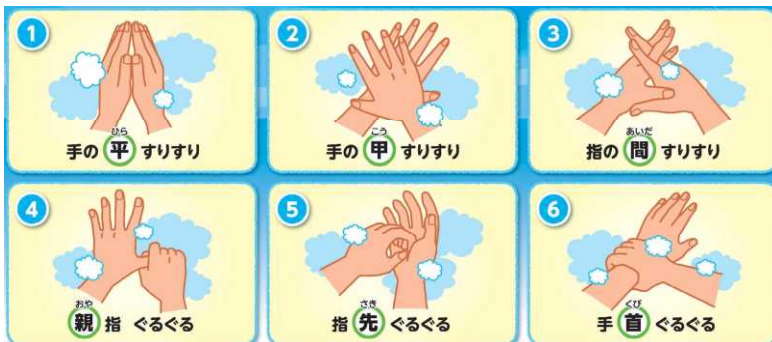 1
ひら
手の平すりすり
2
こう
手の甲すりすり
3
あいだ
指の間すりすり
4
おや
親指 ぐるぐる
5
さき
指先ぐるぐる
6
くび
手首ぐるぐる